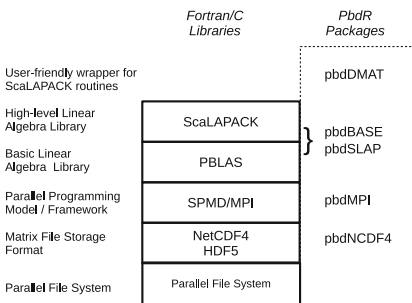 Fortran/C
Libraries
PbdR
Packages
User-friendly wrapper for
ScaLAPACK routines
pbdDMAT
High-level Linear
Algebra Library
ScaLAPACK
} pbdBASE
pbdSLAP
Basic Linear
Algebra Library
PBLAS
Parallel Programming
Model / Framework
SPMD/MPI
pbdMPI
Matrix File Storage
Format
NetCDF4
HDF5
pbdNCDF4
Parallel File System
Parallel File System